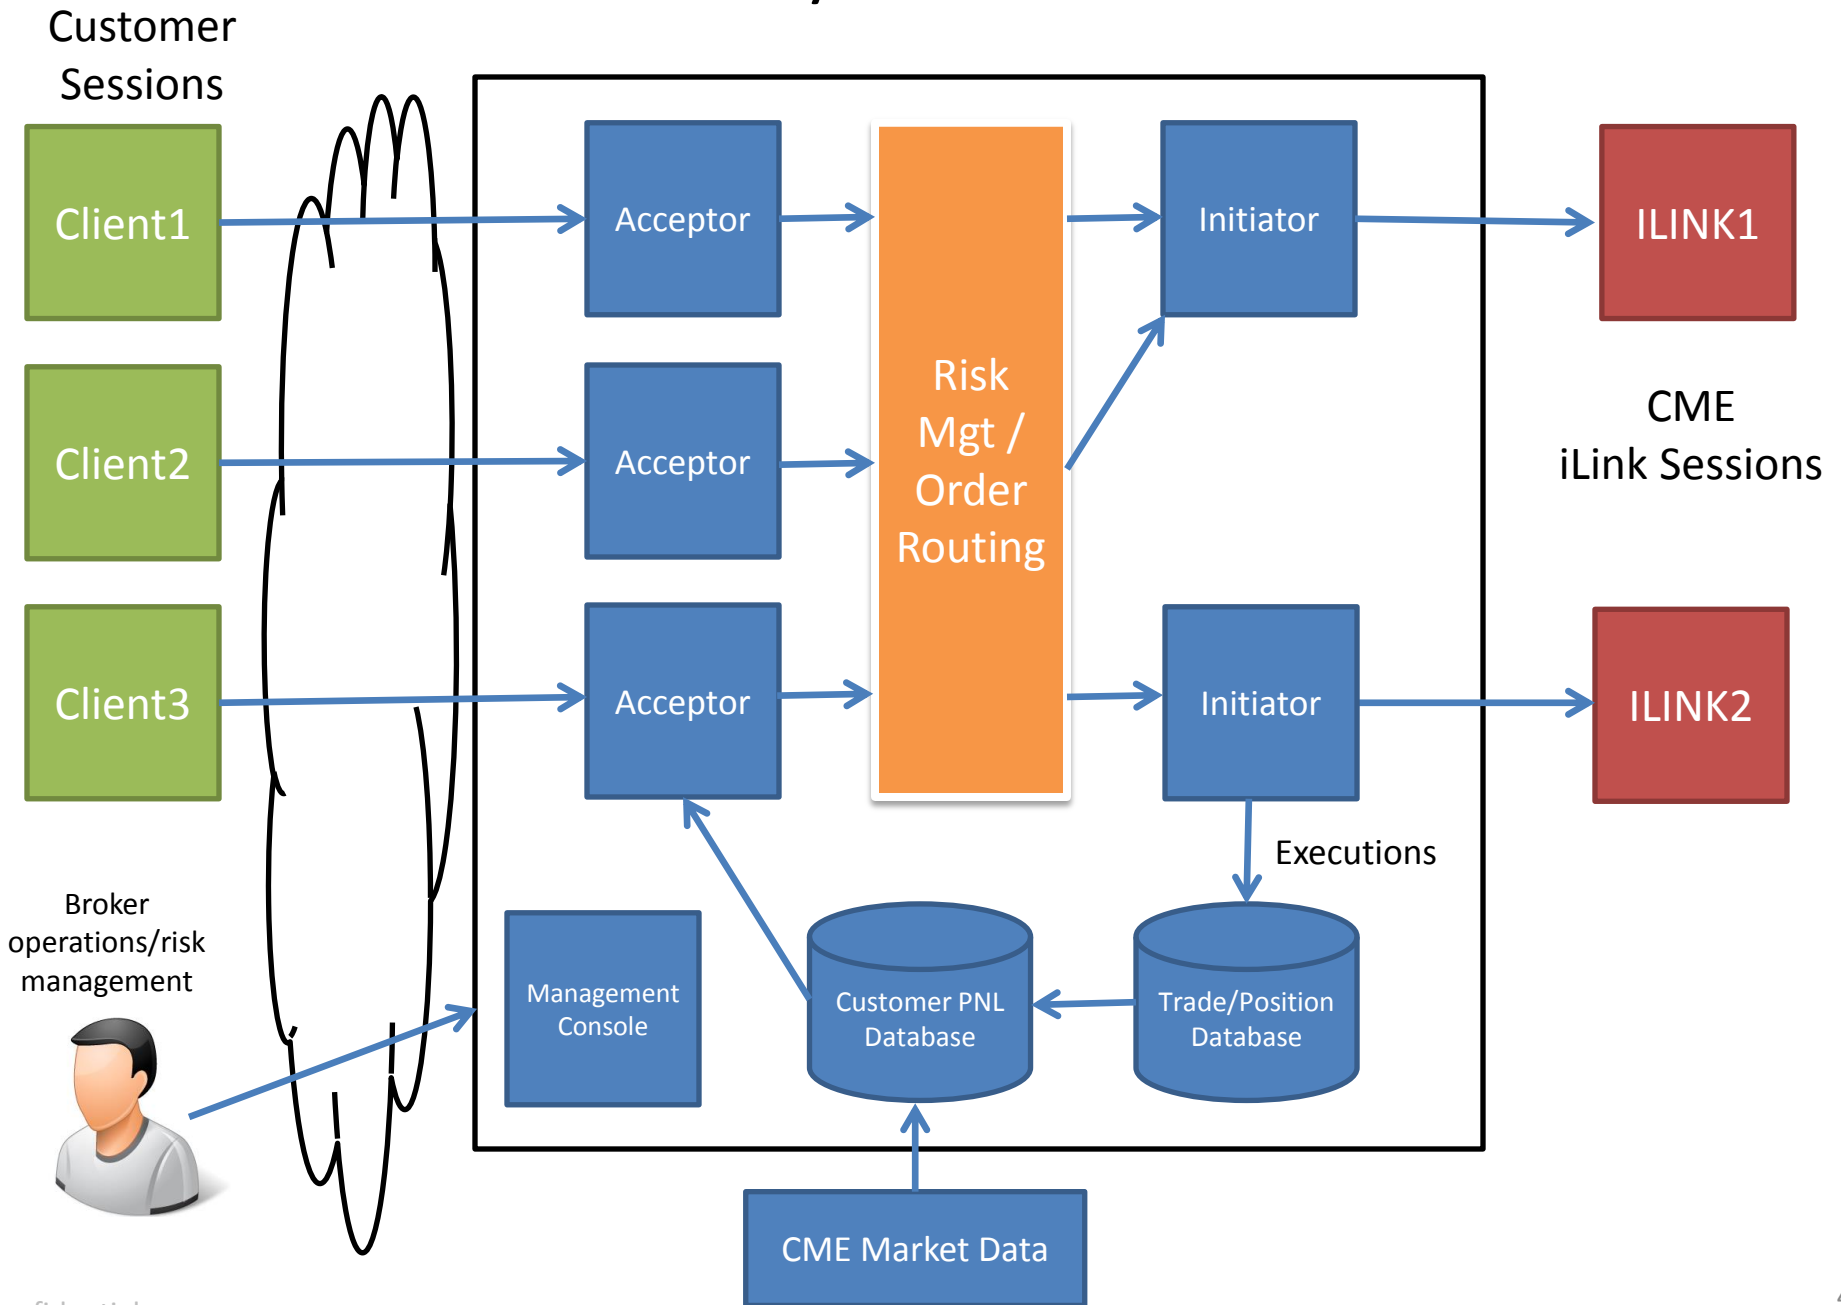 Customer
Sessions
Client1
Acceptor
Initiator
ILINK1
Client2
Acceptor
Risk
Mgt /
Order
Routing
CME
iLink Sessions
Client3
Acceptor
Initiator
ILINK2
Executions
Broker
operations/risk
management
Management
Console
Customer PNL
Database
Trade/Position
Database
CME Market Data